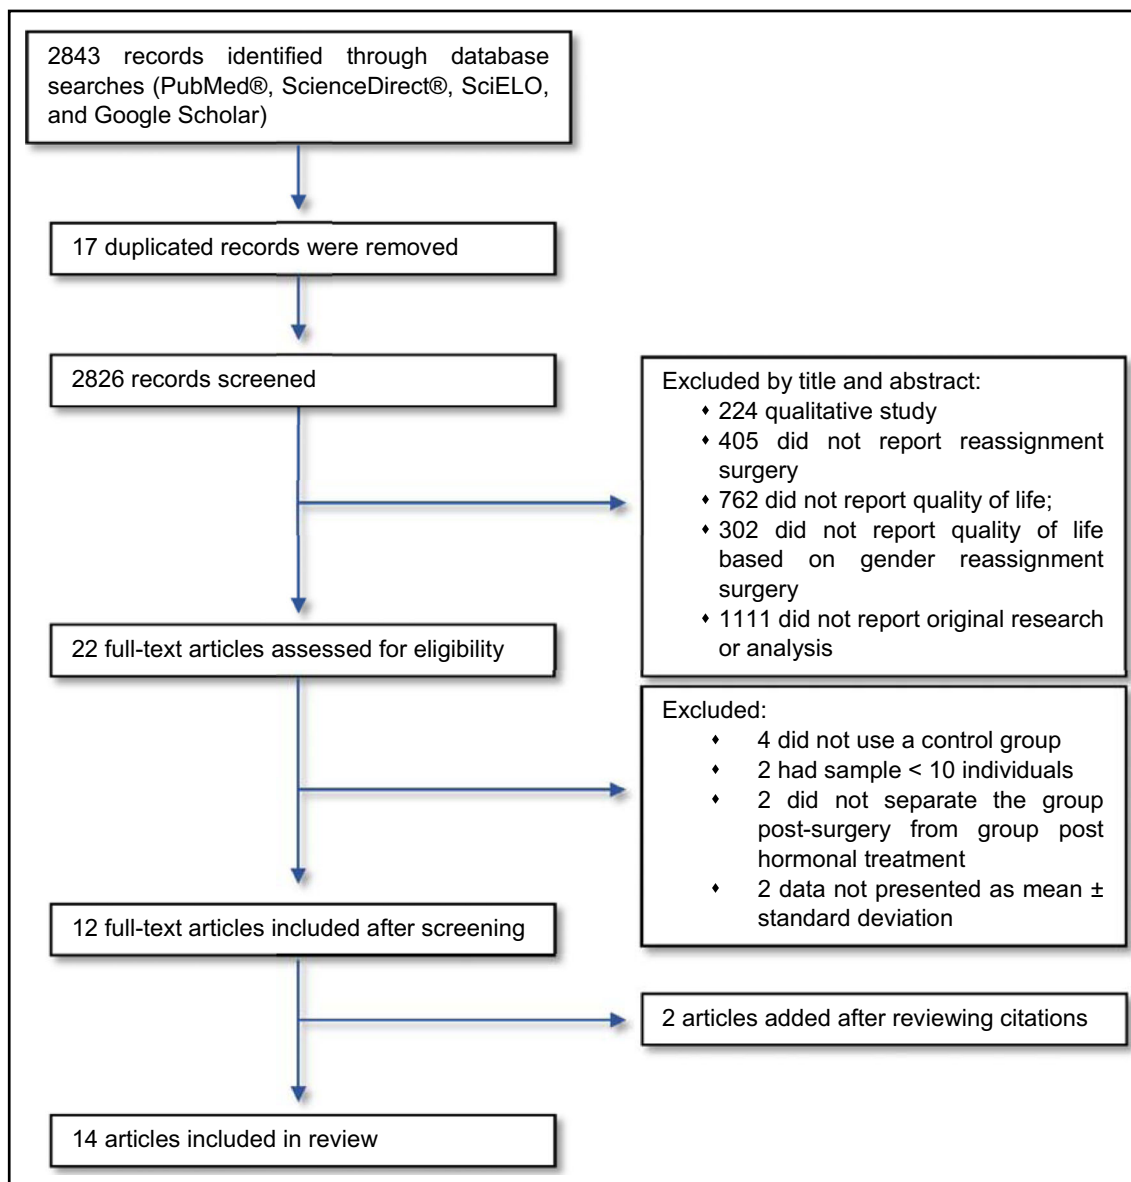 2843 records identified through database
searches (PubMed®, ScienceDirect®, SciELO,
and Google Scholar)
17 duplicated records were removed
2826 records screened
Excluded by title and abstract:
⬧ 224 qualitative study
⬧ 405 did not report reassignment
surgery
⬧ 762 did not report quality of life;
⬧ 302 did not report quality of life
based on gender reassignment
surgery
⬧ 1111 did not report original research
or analysis
22 full-text articles assessed for eligibility
Excluded:
⬧ 4 did not use a control group
⬧ 2 had sample < 10 individuals
⬧ 2 did not separate the group
post-surgery from group post
hormonal treatment
⬧ 2 data not presented as mean ±
standard deviation
12 full-text articles included after screening
2 articles added after reviewing citations
14 articles included in review